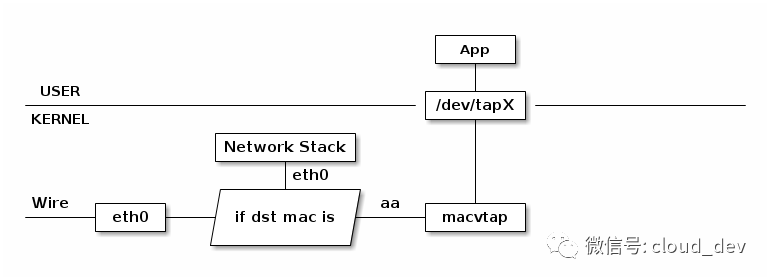 App
USER
/dev/tapX
KERNEL
Network Stack
eth0
Wire
eth0
if dst mac is
aa
macvtap
微信号: cloud_dev